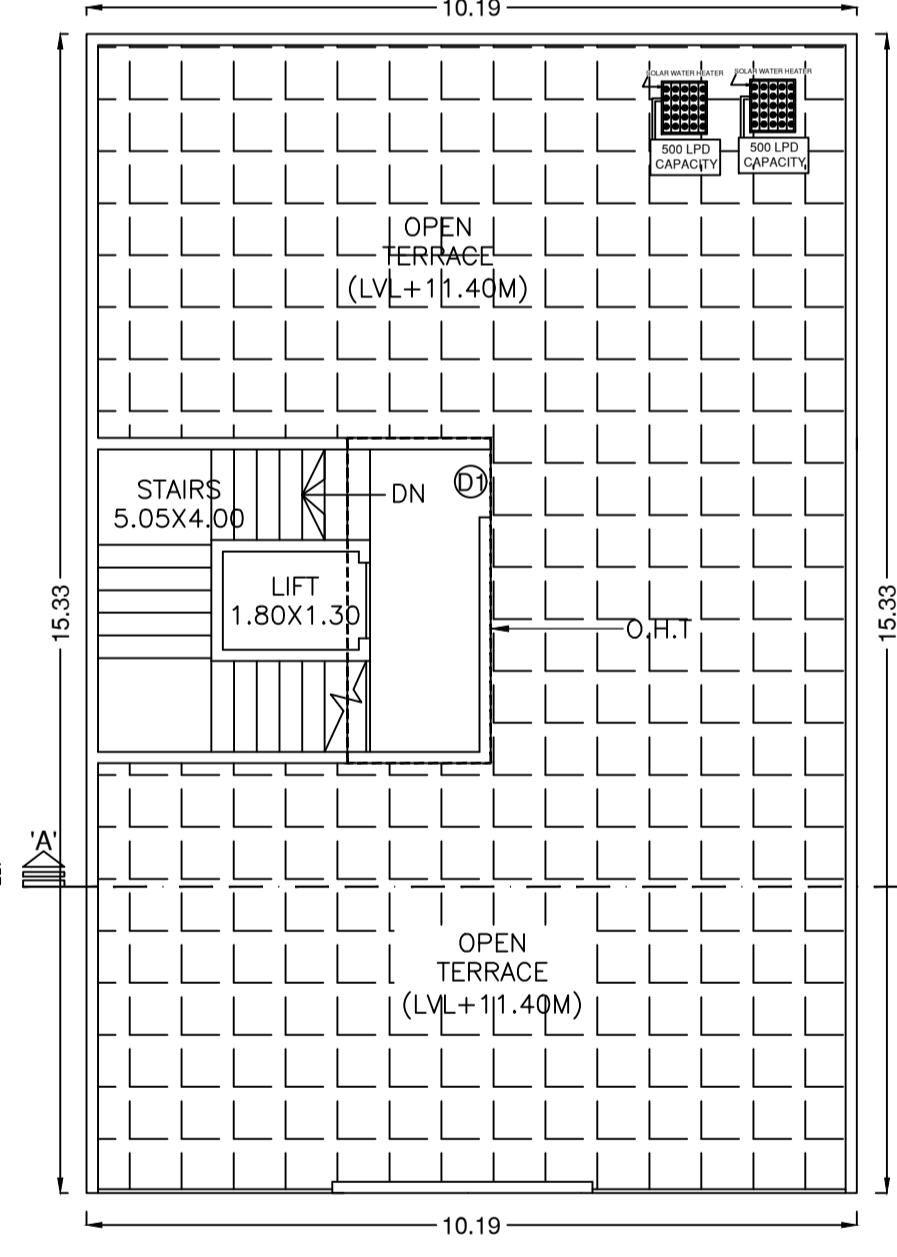 10.19
SOLAR WATER HEATER
SOLAR WATER HEATER
500 LPD
CAPACITY
500 LPD
CAPACITY
OPEN
TERRACE
(LVL+11.40M)
STAIRS
5.05X4.00
DN
D1
LIFT
1.80X1.30
O.H.T
15.33
15.33
'A'
OPEN
TERRACE
(LVL+11.40M)
10.19